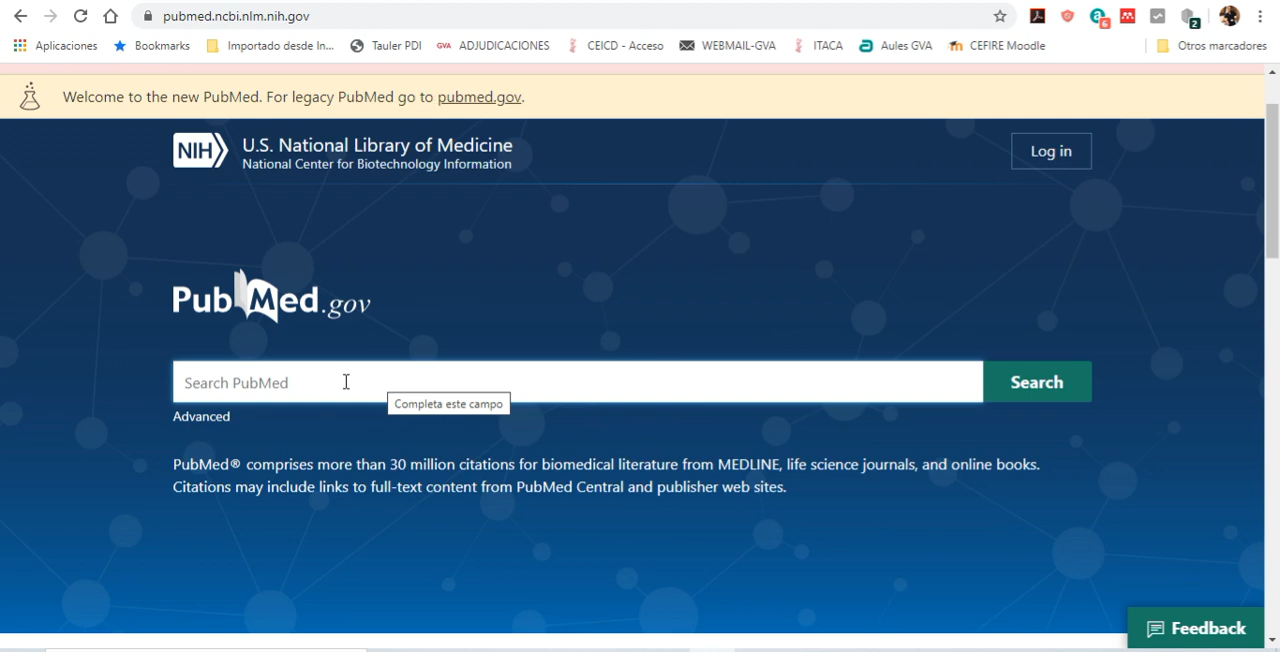 pubmed.ncbi.nlm.nih.gov
6
2
Aplicaciones Bookmarks Importado desde In... Tauler PDI GVA ADJUDICACIONES CEICD - Acceso WEBMAIL-GVA ITACA Aules GVA CEFIRE Moodle Otros marcadores
Welcome to the new PubMed. For legacy PubMed go to pubmed.gov.
NIH U.S. National Library of Medicine
National Center for Biotechnology Information
Log in
PubMed.gov
Search PubMed
Search
Completa este campo
Advanced
PubMed® comprises more than 30 million citations for biomedical literature from MEDLINE, life science journals, and online books.
Citations may include links to full-text content from PubMed Central and publisher web sites.
Feedback